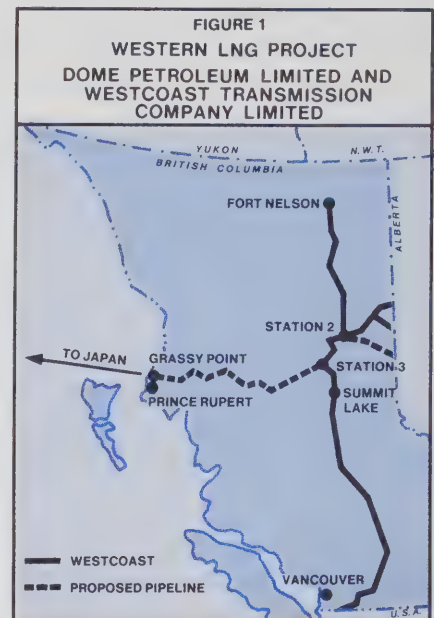 FIGURE 1
WESTERN LNG PROJECT
DOME PETROLEUM LIMITED AND
WESTCOAST TRANSMISSION
COMPANY LIMITED
YUKON
N.W.T.
BRITISH COLUMBIA
ALBERTA
FORT NELSON
STATION 2
TO JAPAN
GRASSY POINT
STATION 3
PRINCE RUPERT
SUMMIT
LAKE
WESTCOAST
PROPOSED PIPELINE
VANCOUVER
U.S.A.